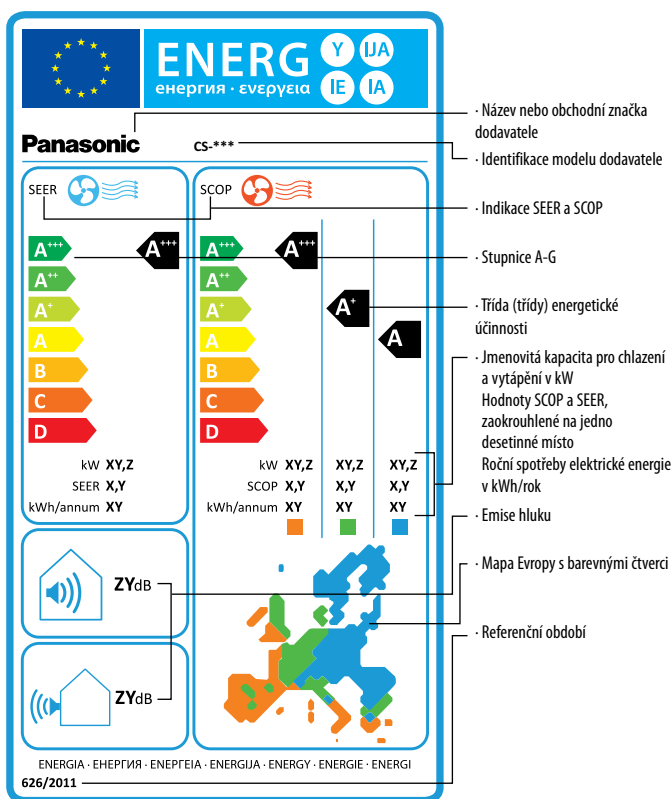 ENERG
енергия · ενεργεια
Y IJA
IE IA
Panasonic
CS-***
SEER
A+++
A++
A+
A
B
C
D
A+++
kW XY,Z
SEER X,Y
kWh/annum XY
SCOP
A+++
A++
A+
A
B
C
D
A+++
A+
A
kW XY,Z XY,Z XY,Z
SCOP X,Y X,Y X,Y
kWh/annum XY XY XY
ZYdB
ZYdB
ENERGIA · ЕНЕРГИЯ · ΕΝΕΡΓΕΙΑ · ENERGIJA · ENERGY · ENERGIE · ENERGI
626/2011
· Název nebo obchodní značka
dodavatele
· Identifikace modelu dodavatele
· Indikace SEER a SCOP
· Stupnice A-G
· Třída (třídy) energetické
účinnosti
· Jmenovitá kapacita pro chlazení
a vytápění v kW
Hodnoty SCOP a SEER,
zaokrouhlené na jedno
desetinné místo
Roční spotřeby elektrické energie
v kWh/rok
· Emise hluku
· Mapa Evropy s barevnými čtverci
· Referenční období